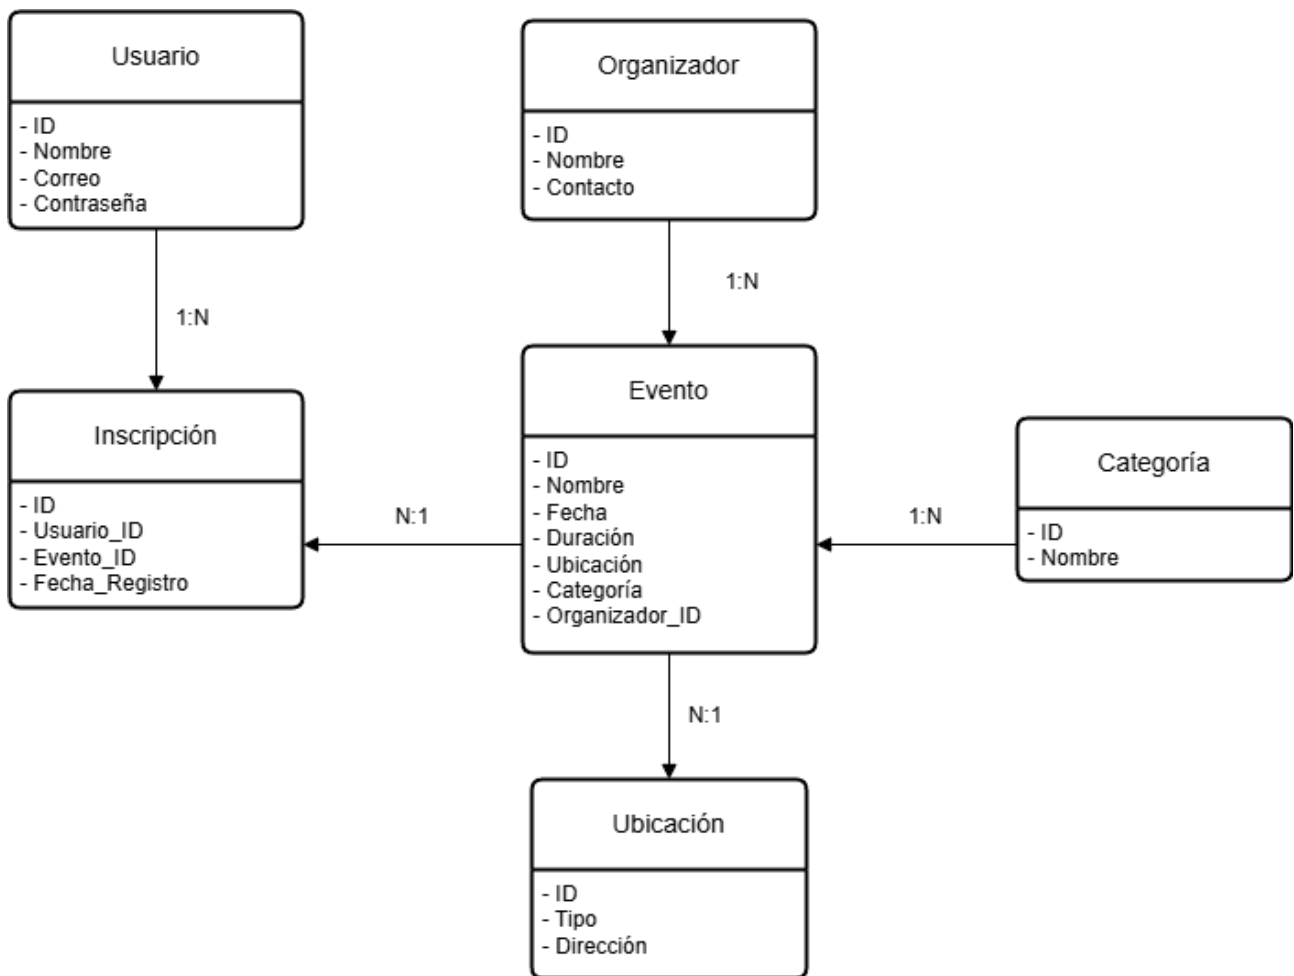 Usuario
- ID
- Nombre
- Correo
- Contraseña
Organizador
- ID
- Nombre
- Contacto
1:N
1:N
Inscripción
- ID
- Usuario_ID
- Evento_ID
- Fecha_Registro
N:1
Evento
- ID
- Nombre
- Fecha
- Duración
- Ubicación
- Categoría
- Organizador_ID
1:N
Categoría
- ID
- Nombre
N:1
Ubicación
- ID
- Tipo
- Dirección